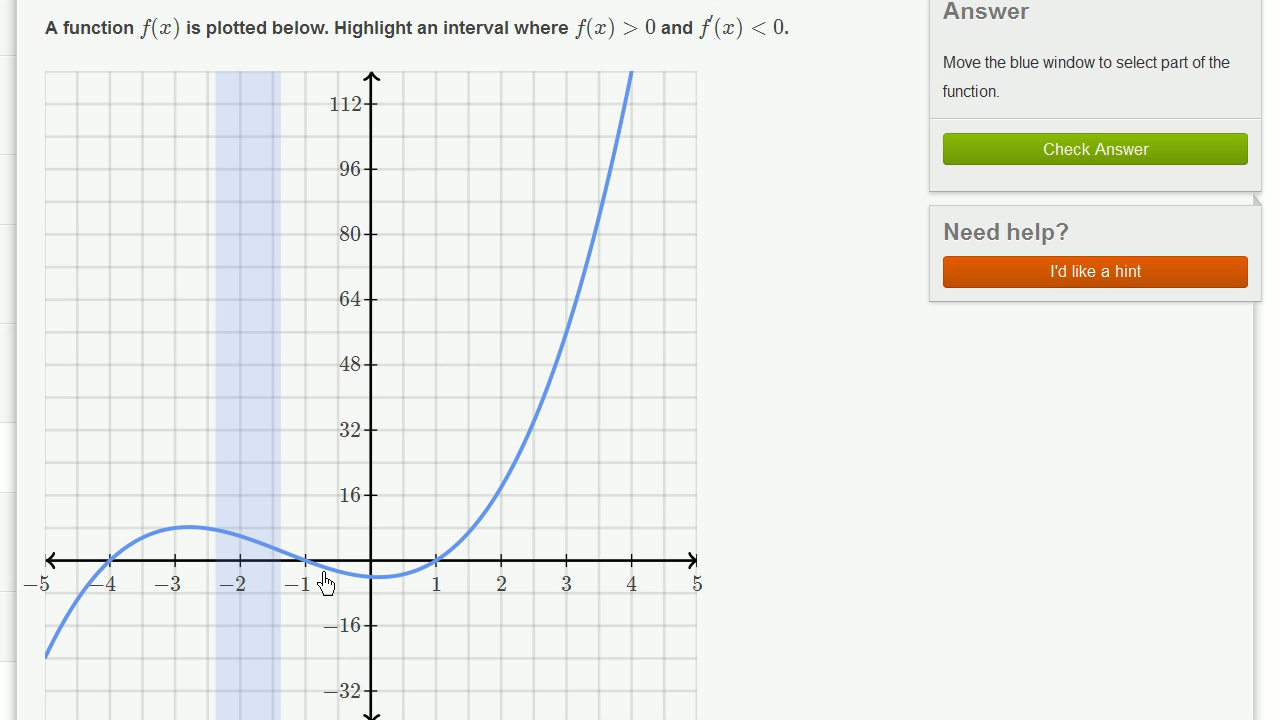 A function f(x) is plotted below. Highlight an interval where f(x) > 0 and f′(x) < 0.
112
96
80
64
48
32
16
−5 −4 −3 −2 −1 1 2 3 4 5
−16
−32
Answer
Move the blue window to select part of the
function.
Check Answer
Need help?
I'd like a hint